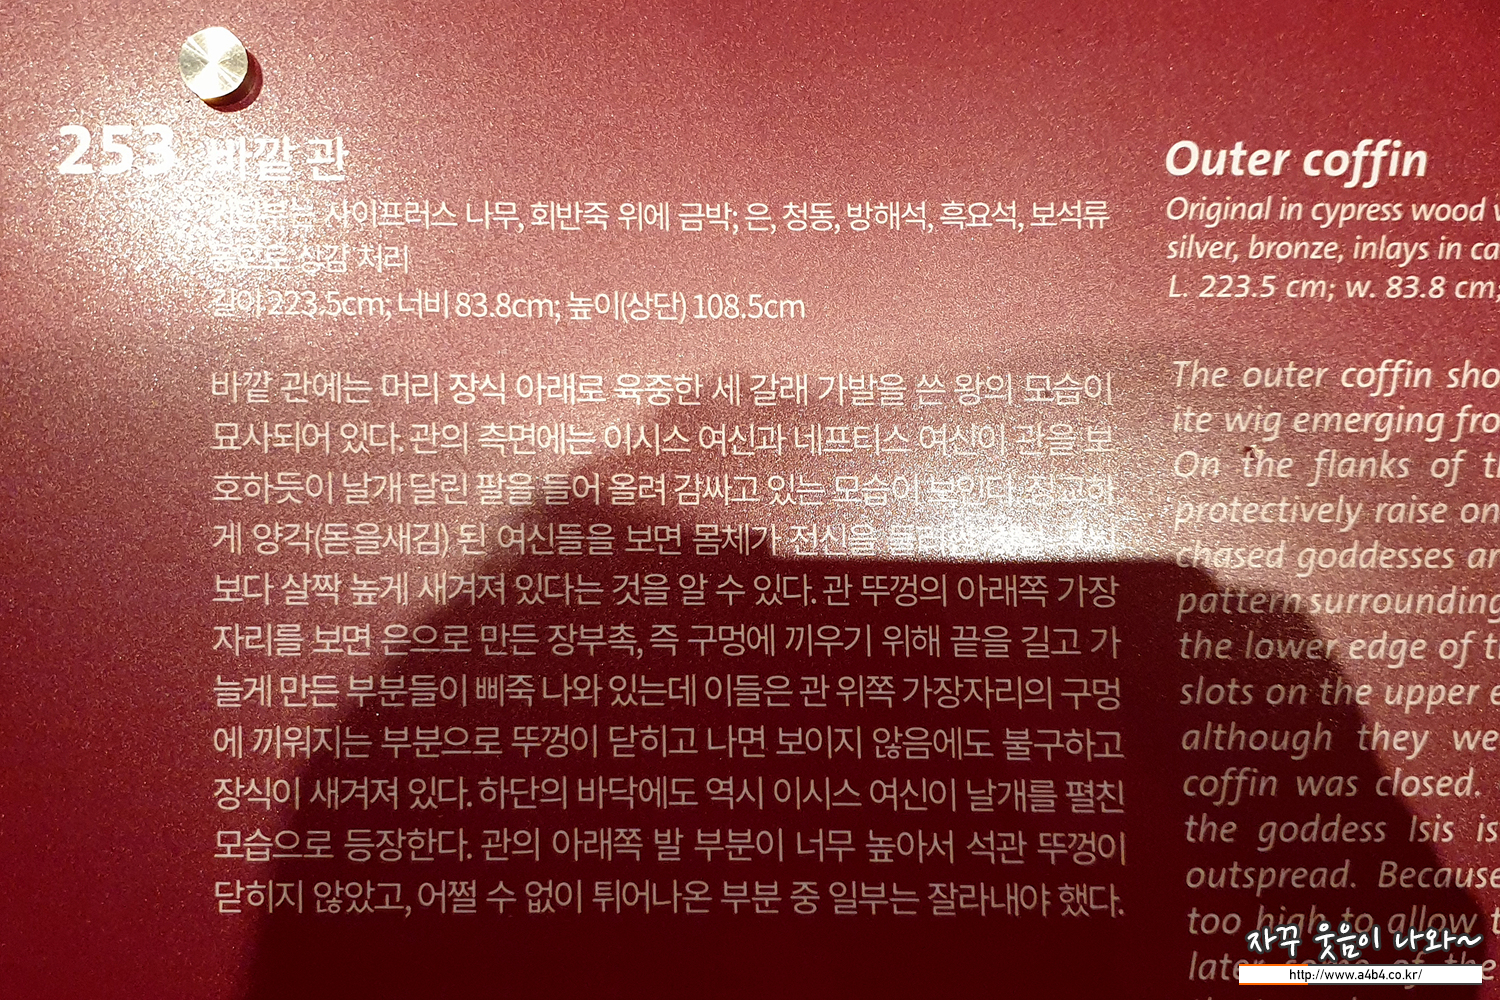 253 바깥 관
사이프러스 나무, 회반죽 위에 금박; 은, 청동, 방해석, 흑요석, 보석류
상감 처리
길이 223.5cm; 너비 83.8cm; 높이(상단) 108.5cm
바깥 관에는 머리 장식 아래로 육중한 세 갈래 가발을 쓴 왕의 모습이
묘사되어 있다. 관의 측면에는 이시스 여신과 네프티스 여신이 관을 보
호하듯이 날개 달린 팔을 들어 올려 감싸고 있는 모습이 보인다. 정교하
게 양각(돋을새김) 된 여신들을 보면 몸체가 전신을
보다 살짝 높게 새겨져 있다는 것을 알 수 있다. 관 뚜껑의 아래쪽 가장
자리를 보면 은으로 만든 장부촉, 즉 구멍에 끼우기 위해 끝을 길고 가
늘게 만든 부분들이 삐죽 나와 있는데 이들은 관 위쪽 가장자리의 구멍
에 끼워지는 부분으로 뚜껑이 닫히고 나면 보이지 않음에도 불구하고
장식이 새겨져 있다. 하단의 바닥에도 역시 이시스 여신이 날개를 펼친
모습으로 등장한다. 관의 아래쪽 발 부분이 너무 높아서 석관 뚜껑이
닫히지 않았고, 어쩔 수 없이 튀어나온 부분 중 일부는 잘라내야 했다.
Outer coffin
Original in cypress wood
silver, bronze, inlays in ca
L. 223.5 cm; w. 83.8 cm;
The outer coffin sho
ite wig emerging fro
On the flanks of t
protectively raise on
chased goddesses ar
pattern surrounding
the lower edge of t
slots on the upper e
although they we
coffin was closed.
the goddess Isis is
outspread. Because
too high to allow t
later some of the
자꾸 웃음이 나와~
http://www.a4b4.co.kr/